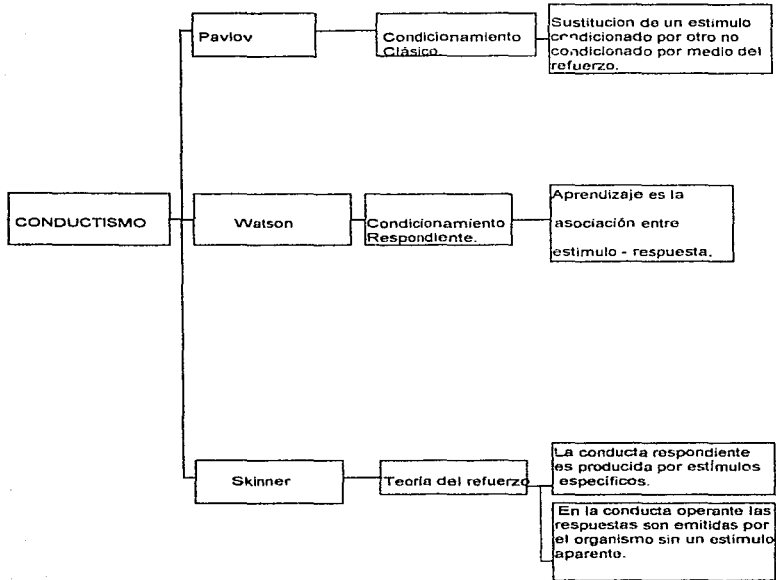 Pavlov
Condicionamiento
Clásico.
Sustitucion de un estimulo
condicionado por otro no
condicionado por medio del
refuerzo.
CONDUCTISMO
Watson
Condicionamiento
Respondiente.
Aprendizaje es la
asociación entre
estimulo - respuesta.
Skinner
Teoría del refuerzo
La conducta respondiente
es producida por estímulos
específicos.
En la conducta operante las
respuestas son emitidas por
el organismo sin un estímulo
aparente.